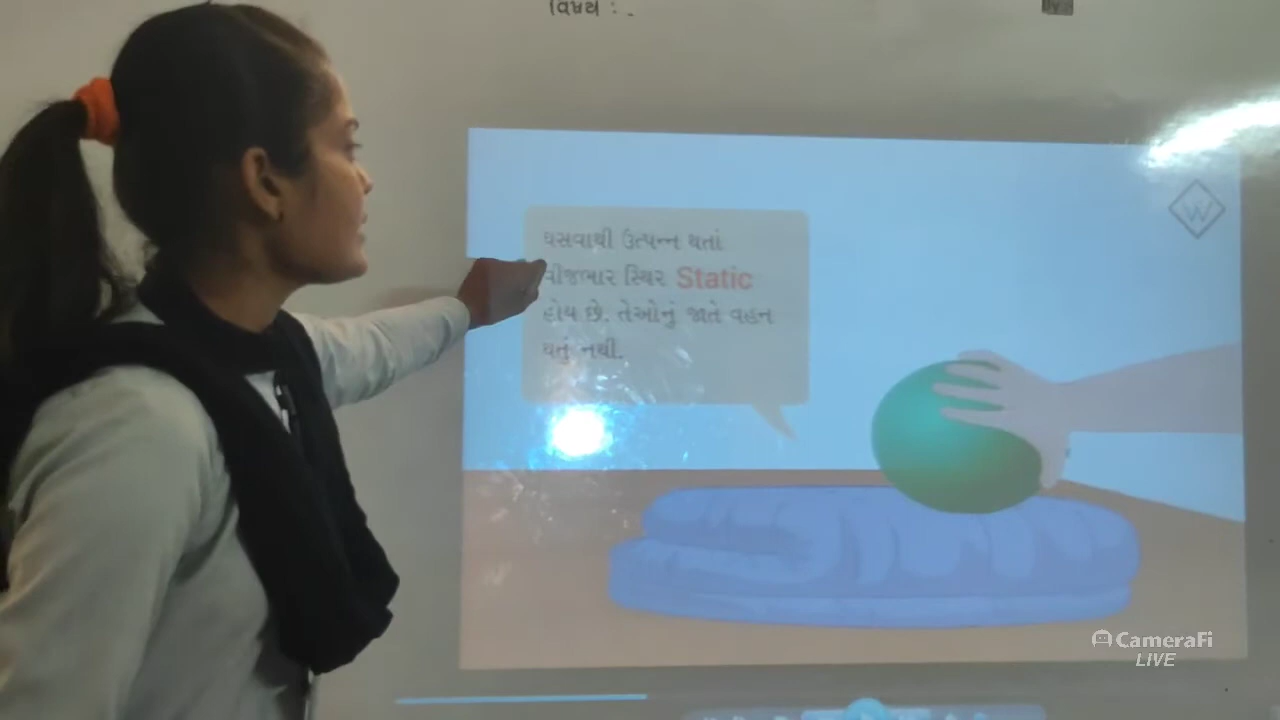 વિષય : .
ઘસવાથી ઉત્પન્ન થતાં
વીજભાર સ્થિર Static
હોય છે. તેઓનું જાતે વહન
થતું નથી.
W
CameraFi
LIVE